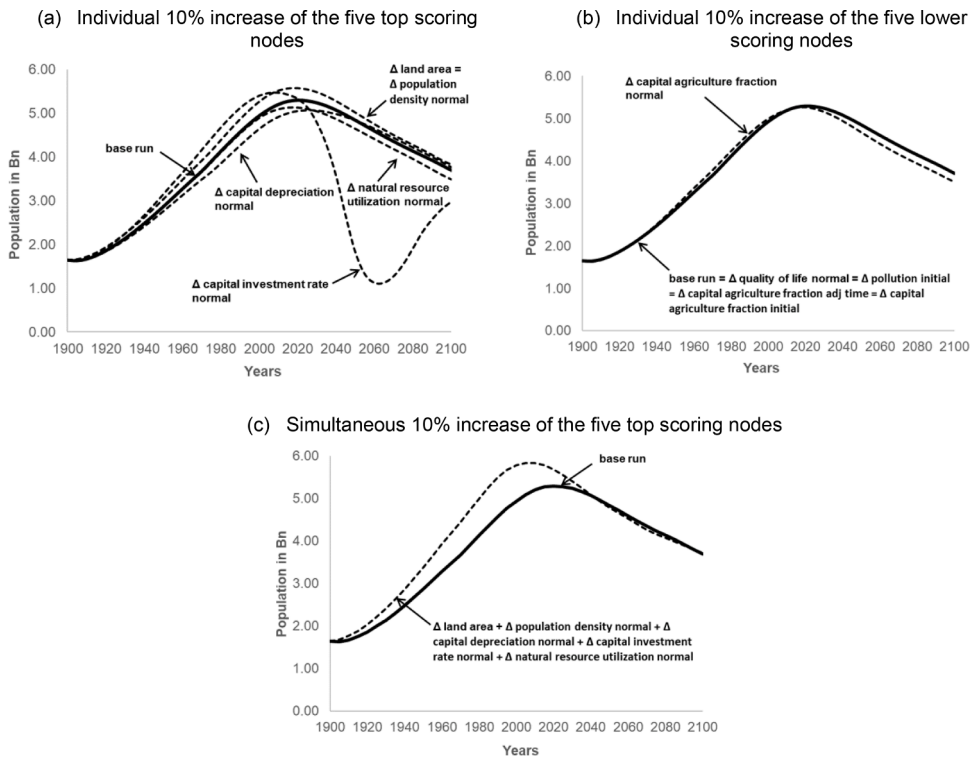 (a) Individual 10% increase of the five top scoring
nodes
6.00
5.00
4.00
3.00
2.00
1.00
0.00
Population in Bn
1900 1920 1940 1960 1980 2000 2020 2040 2060 2080 2100
Years
base run
Δ land area =
Δ population
density normal
Δ capital depreciation
normal
Δ natural resource
utilization normal
Δ capital investment rate
normal
(b) Individual 10% increase of the five lower
scoring nodes
6.00
5.00
4.00
3.00
2.00
1.00
0.00
Population in Bn
1900 1920 1940 1960 1980 2000 2020 2040 2060 2080 2100
Years
Δ capital agriculture fraction
normal
base run = Δ quality of life normal = Δ pollution initial
= Δ capital agriculture fraction adj time = Δ capital
agriculture fraction initial
(c) Simultaneous 10% increase of the five top scoring nodes
6.00
5.00
4.00
3.00
2.00
1.00
0.00
Population in Bn
1900 1920 1940 1960 1980 2000 2020 2040 2060 2080 2100
Years
base run
Δ land area + Δ population density normal + Δ
capital depreciation normal + Δ capital investment
rate normal + Δ natural resource utilization normal